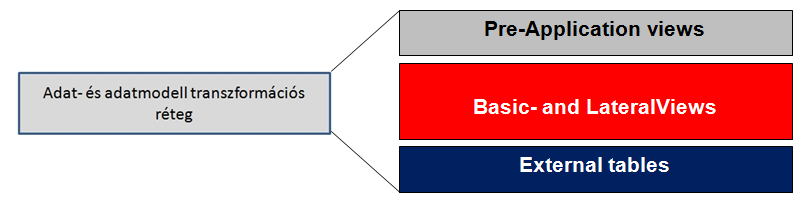 Adat- és adatmodell transzformációs
réteg
Pre-Application views
Basic- and LateralViews
External tables